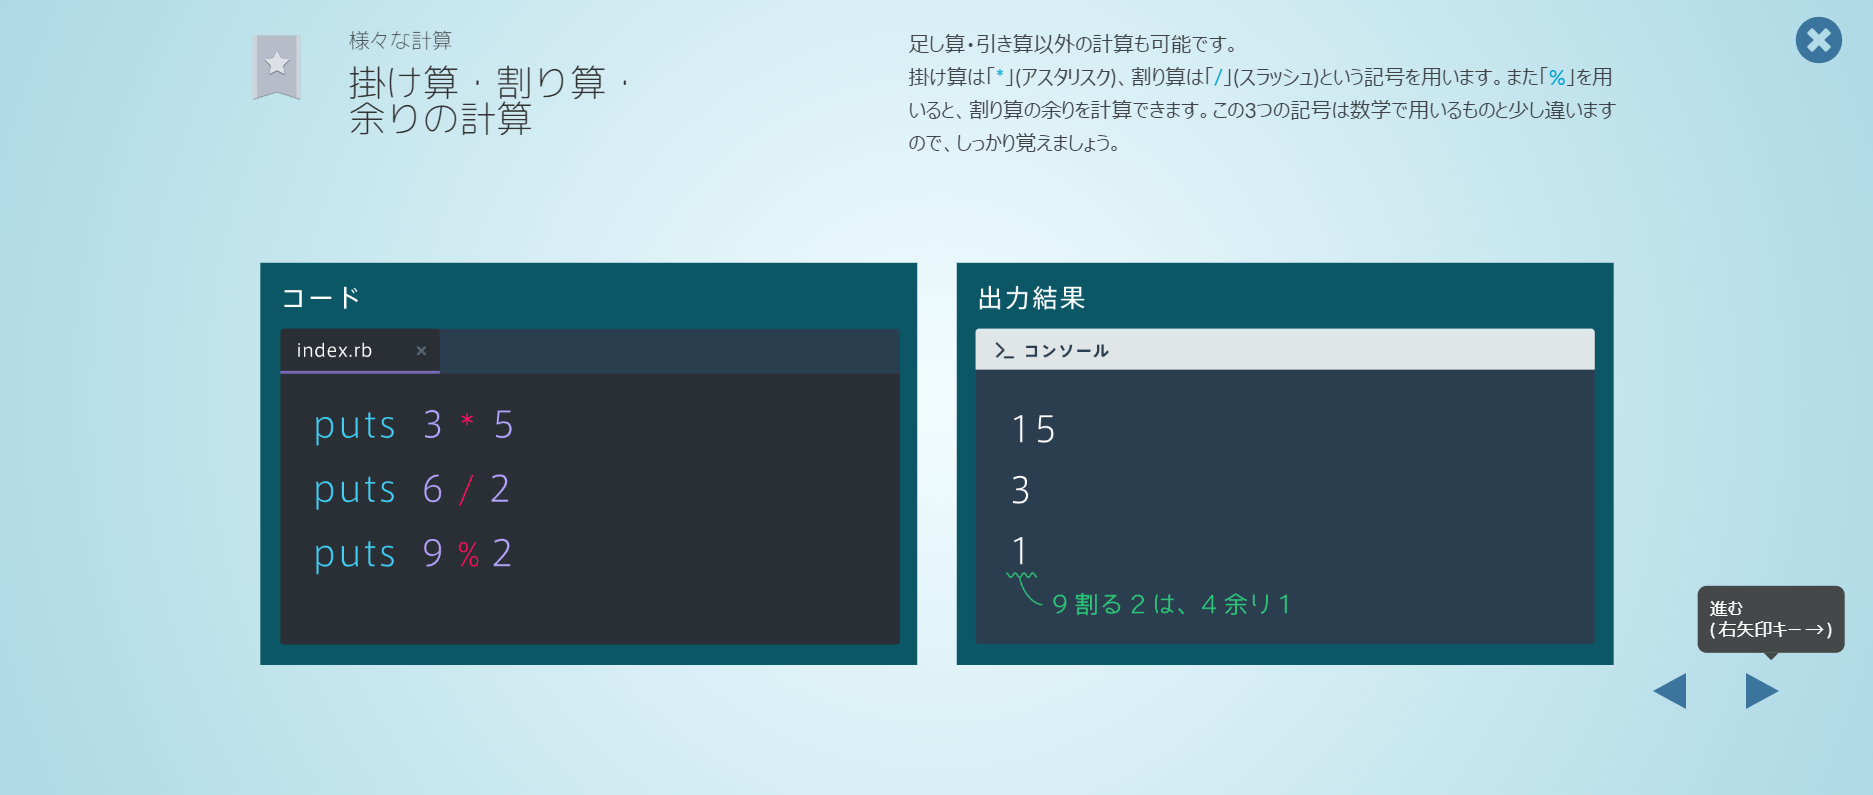 様々な計算
掛け算・割り算・
余りの計算
足し算・引き算以外の計算も可能です。
掛け算は「*」(アスタリスク)、割り算は「/」(スラッシュ)という記号を用います。また「%」を用
いると、割り算の余りを計算できます。この3つの記号は数学で用いるものと少し違います
ので、しっかり覚えましょう。
コード
index.rb ×
puts 3 * 5
puts 6 / 2
puts 9 % 2
出力結果
>_ コンソール
15
3
1
9割る2は、4余り1
進む
(右矢印キー→)